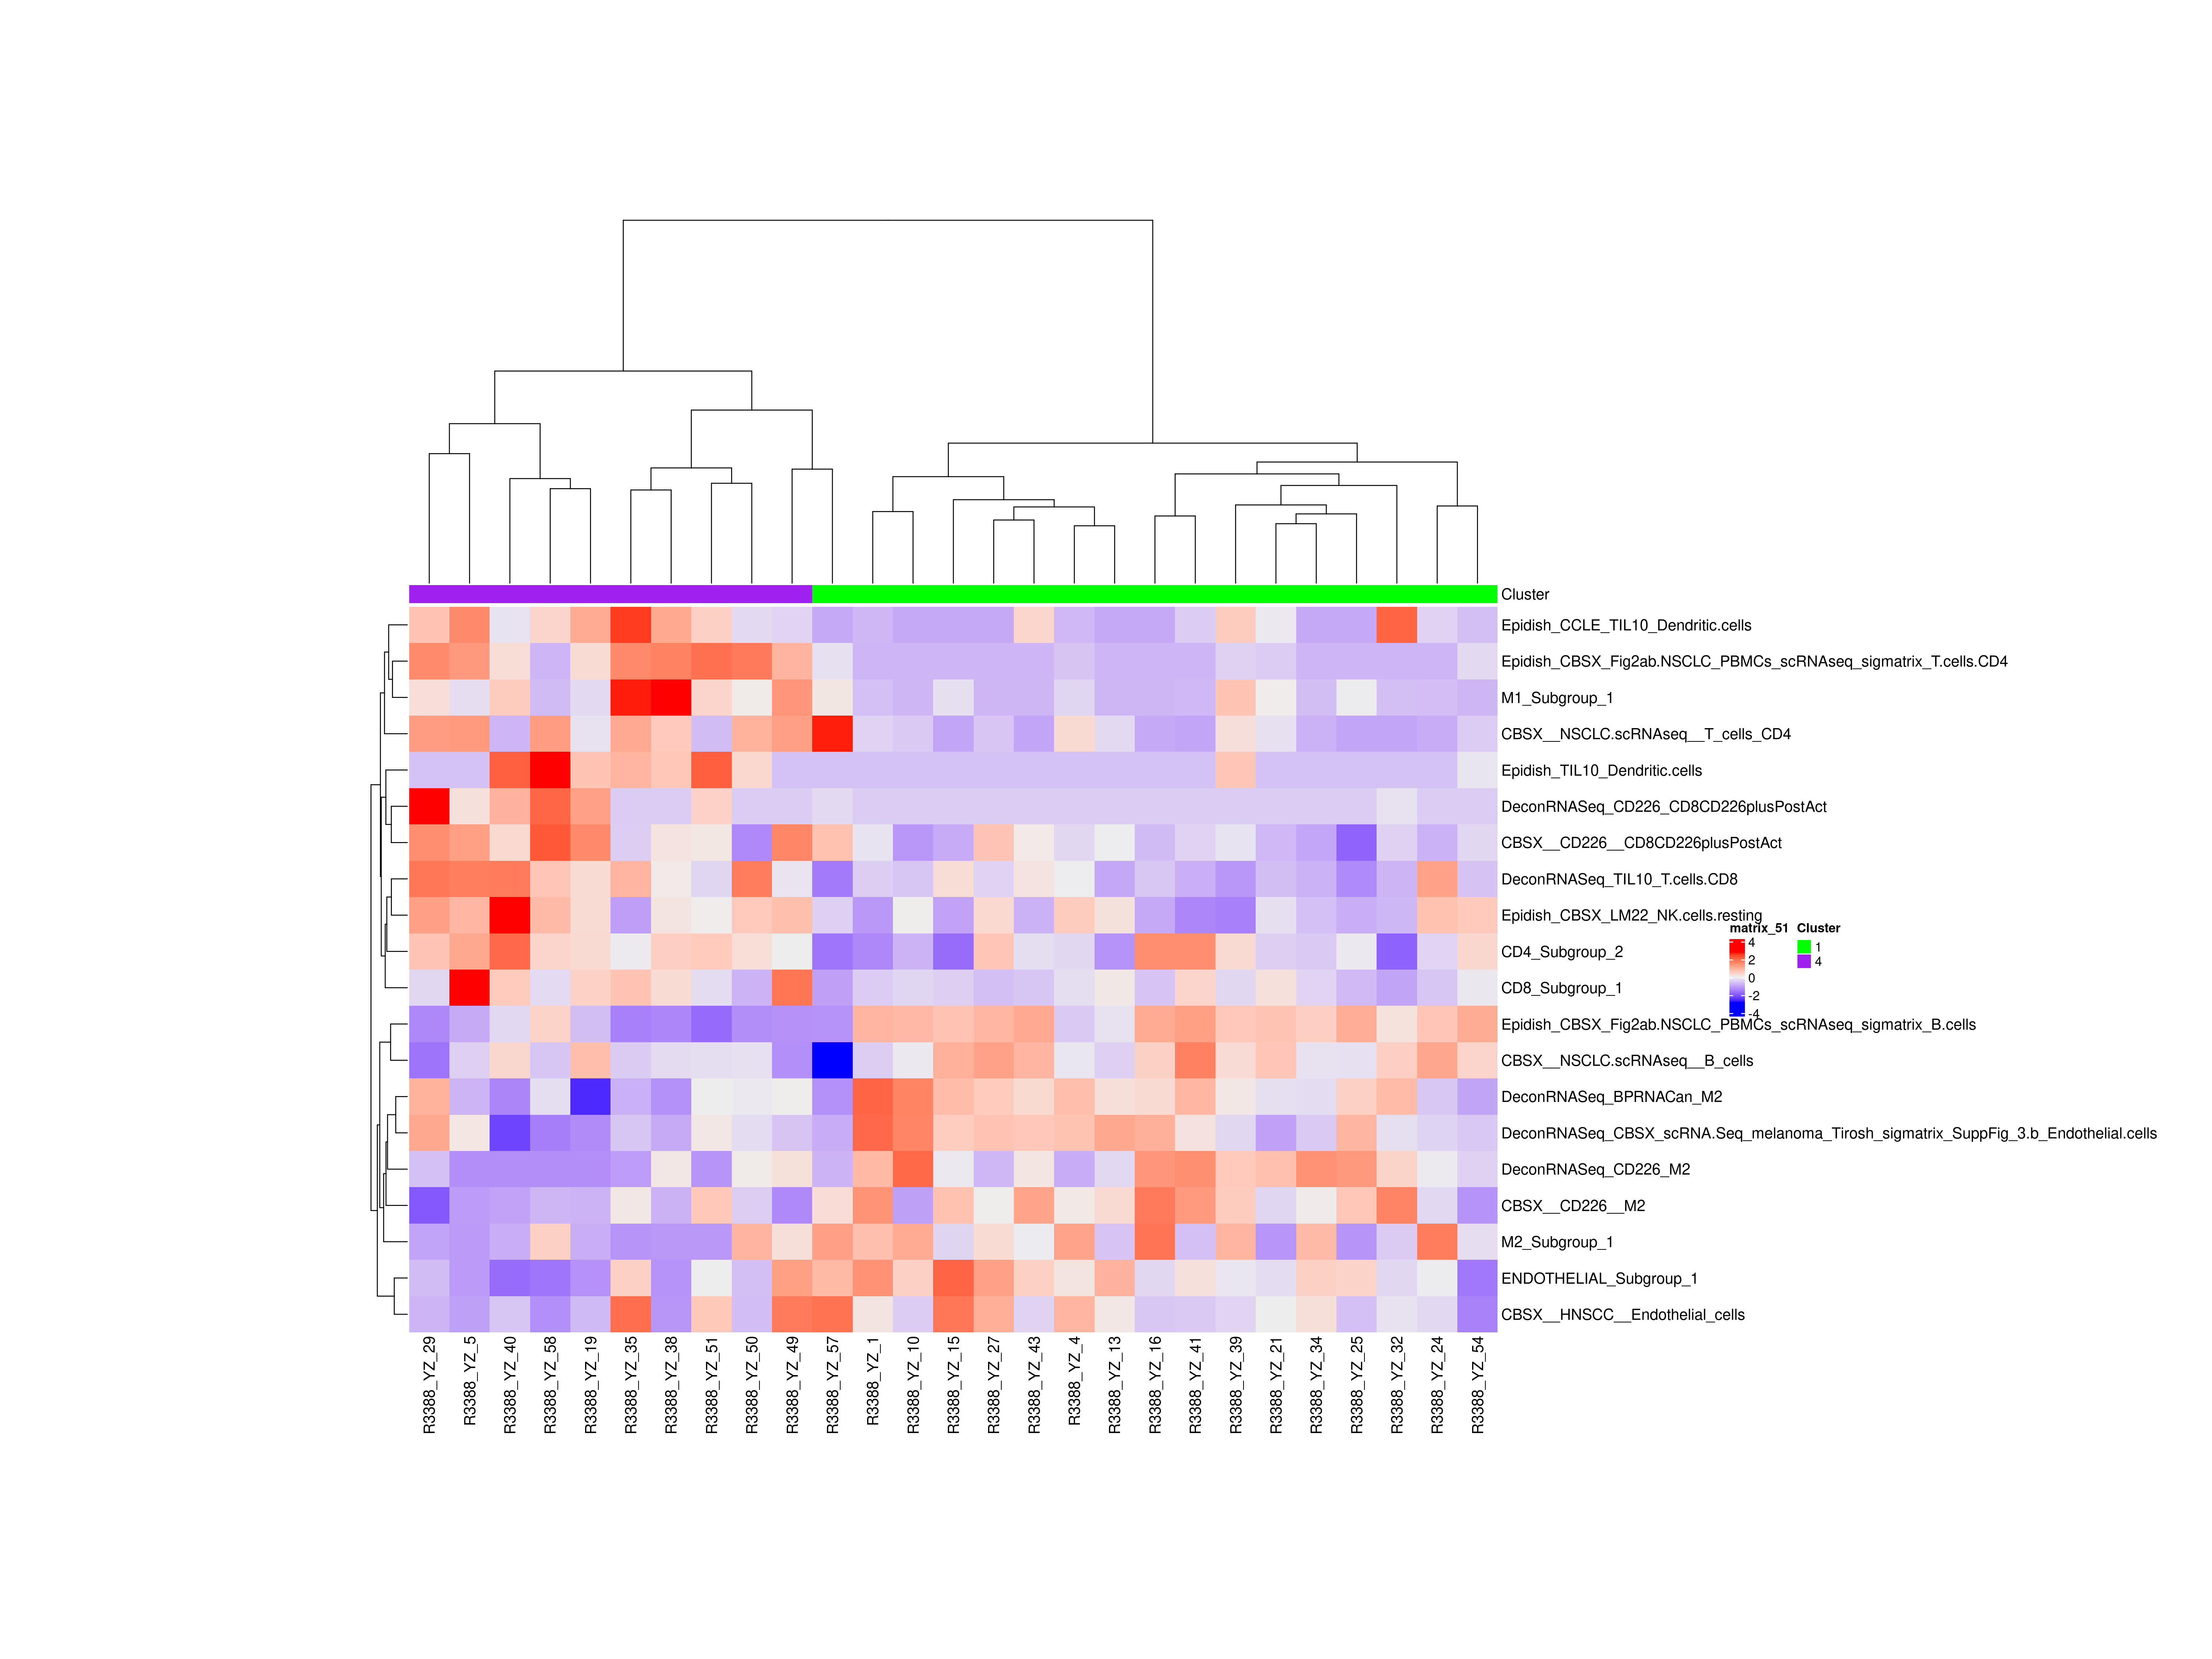 Cluster
Epidish_CCLE_TIL10_Dendritic.cells
Epidish_CBSX_Fig2ab.NSCLC_PBMCs_scRNAseq_sigmatrix_T.cells.CD4
M1_Subgroup_1
CBSX__NSCLC.scRNAseq__T_cells_CD4
Epidish_TIL10_Dendritic.cells
DeconRNASeq_CD226_CD8CD226plusPostAct
CBSX__CD226__CD8CD226plusPostAct
DeconRNASeq_TIL10_T.cells.CD8
Epidish_CBSX_LM22_NK.cells.resting
CD4_Subgroup_2
CD8_Subgroup_1
Epidish_CBSX_Fig2ab.NSCLC_PBMCs_scRNAseq_sigmatrix_B.cells
CBSX__NSCLC.scRNAseq__B_cells
DeconRNASeq_BPRNACan_M2
DeconRNASeq_CBSX_scRNA.Seq_melanoma_Tirosh_sigmatrix_SuppFig_3.b_Endothelial.cells
DeconRNASeq_CD226_M2
CBSX__CD226__M2
M2_Subgroup_1
ENDOTHELIAL_Subgroup_1
CBSX__HNSCC__Endothelial_cells
matrix_51
4
2
0
-2
-4
Cluster
1
4
R3388_YZ_29
R3388_YZ_5
R3388_YZ_40
R3388_YZ_58
R3388_YZ_19
R3388_YZ_35
R3388_YZ_38
R3388_YZ_51
R3388_YZ_50
R3388_YZ_49
R3388_YZ_57
R3388_YZ_1
R3388_YZ_10
R3388_YZ_15
R3388_YZ_27
R3388_YZ_43
R3388_YZ_4
R3388_YZ_13
R3388_YZ_16
R3388_YZ_41
R3388_YZ_39
R3388_YZ_21
R3388_YZ_34
R3388_YZ_25
R3388_YZ_32
R3388_YZ_24
R3388_YZ_54